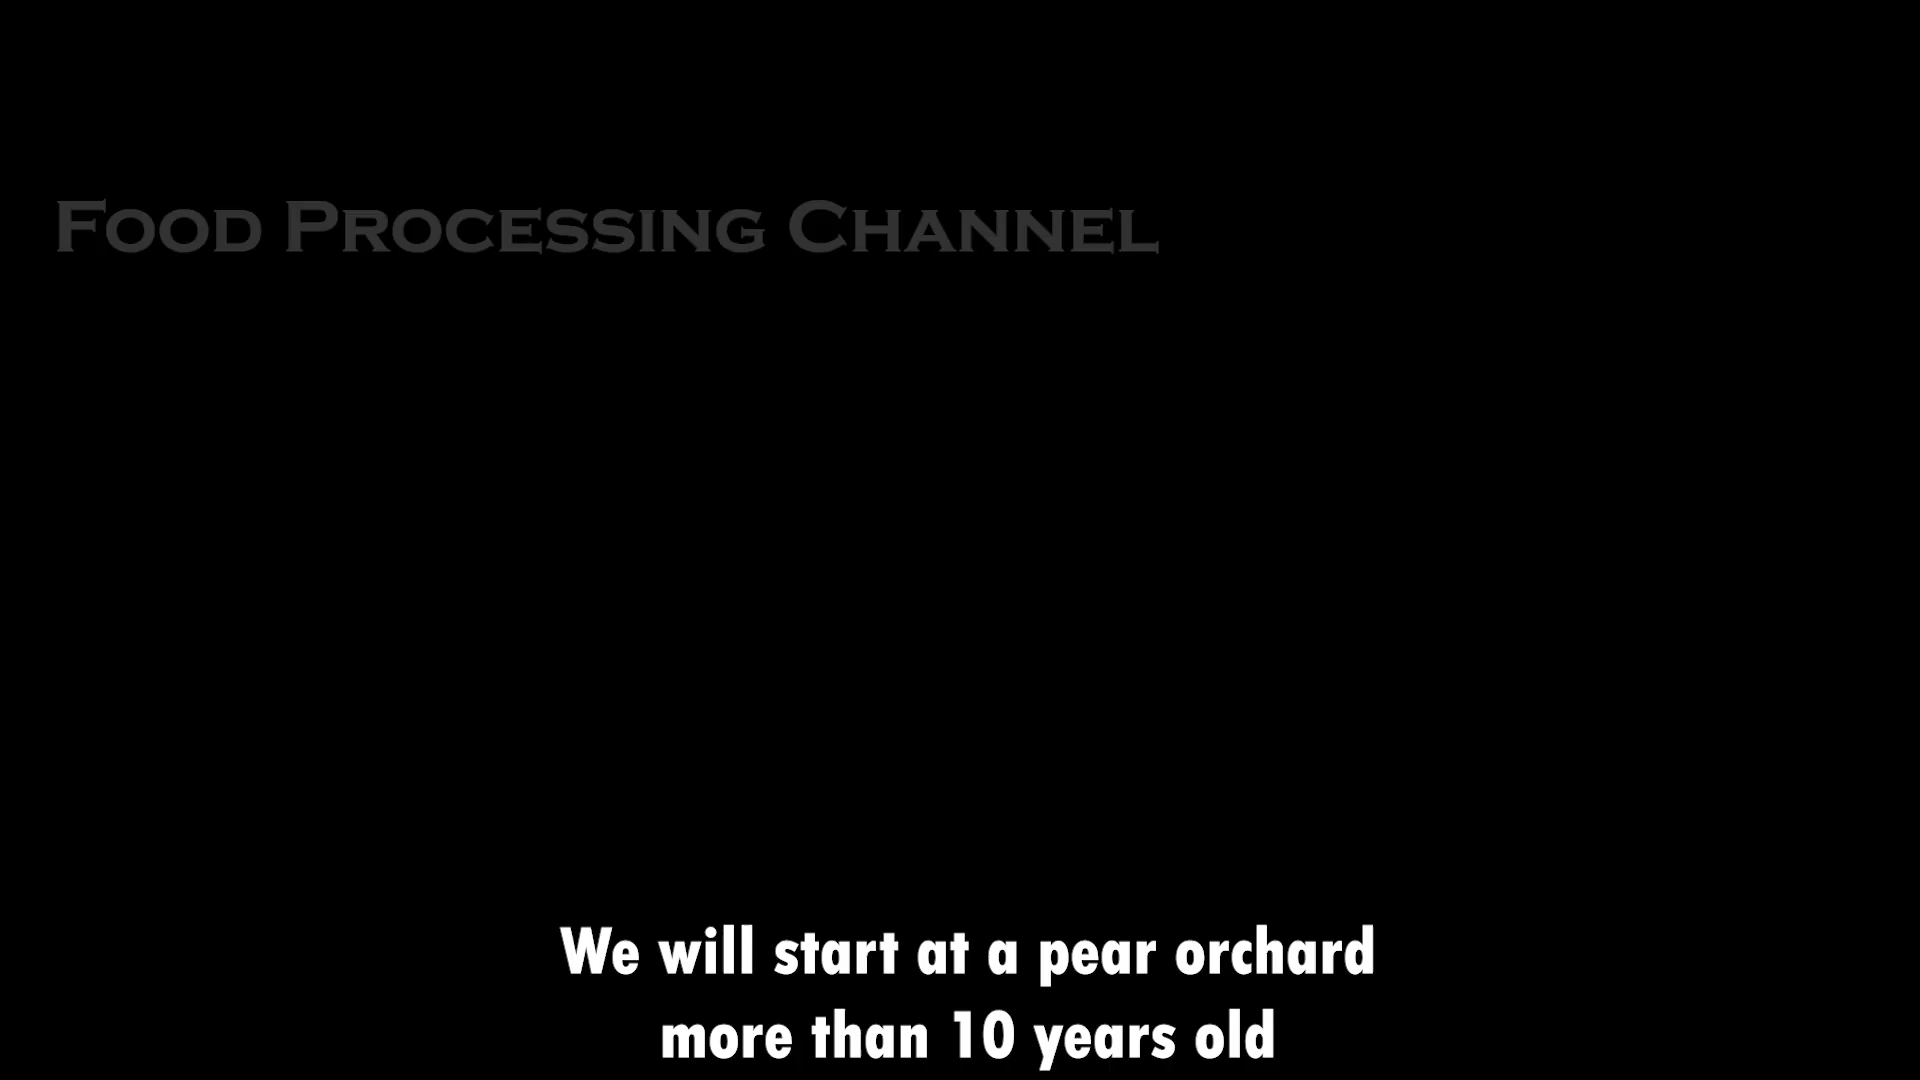 Food Processing Channel
We will start at a pear orchard
more than 10 years old